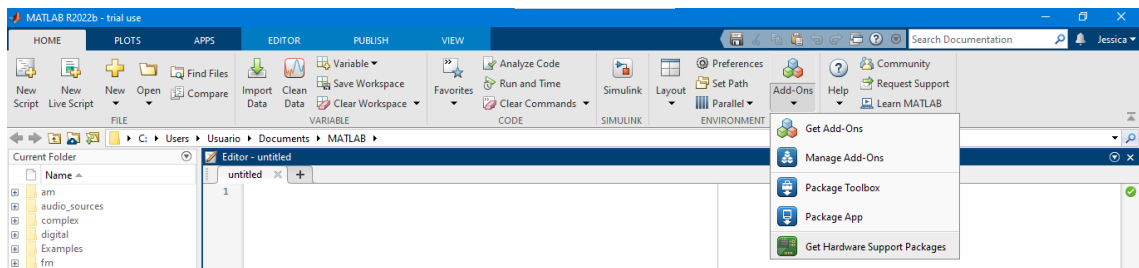 MATLAB R2022b - trial use
HOME PLOTS APPS EDITOR PUBLISH VIEW Search Documentation Jessica
New Script
New Live Script
New
Open
Find Files
Compare
FILE
Import Data
Clean Data
Variable
Save Workspace
Clear Workspace
VARIABLE
Favorites
Analyze Code
Run and Time
Clear Commands
CODE
Simulink
SIMULINK
Layout
Preferences
Set Path
Parallel
ENVIRONMENT
Add-Ons
Help
Community
Request Support
Learn MATLAB
Get Add-Ons
Manage Add-Ons
Package Toolbox
Package App
Get Hardware Support Packages
C: Users Usuario Documents MATLAB
Current Folder
Name
am
audio_sources
complex
digital
Examples
fm
Editor - untitled
untitled
1